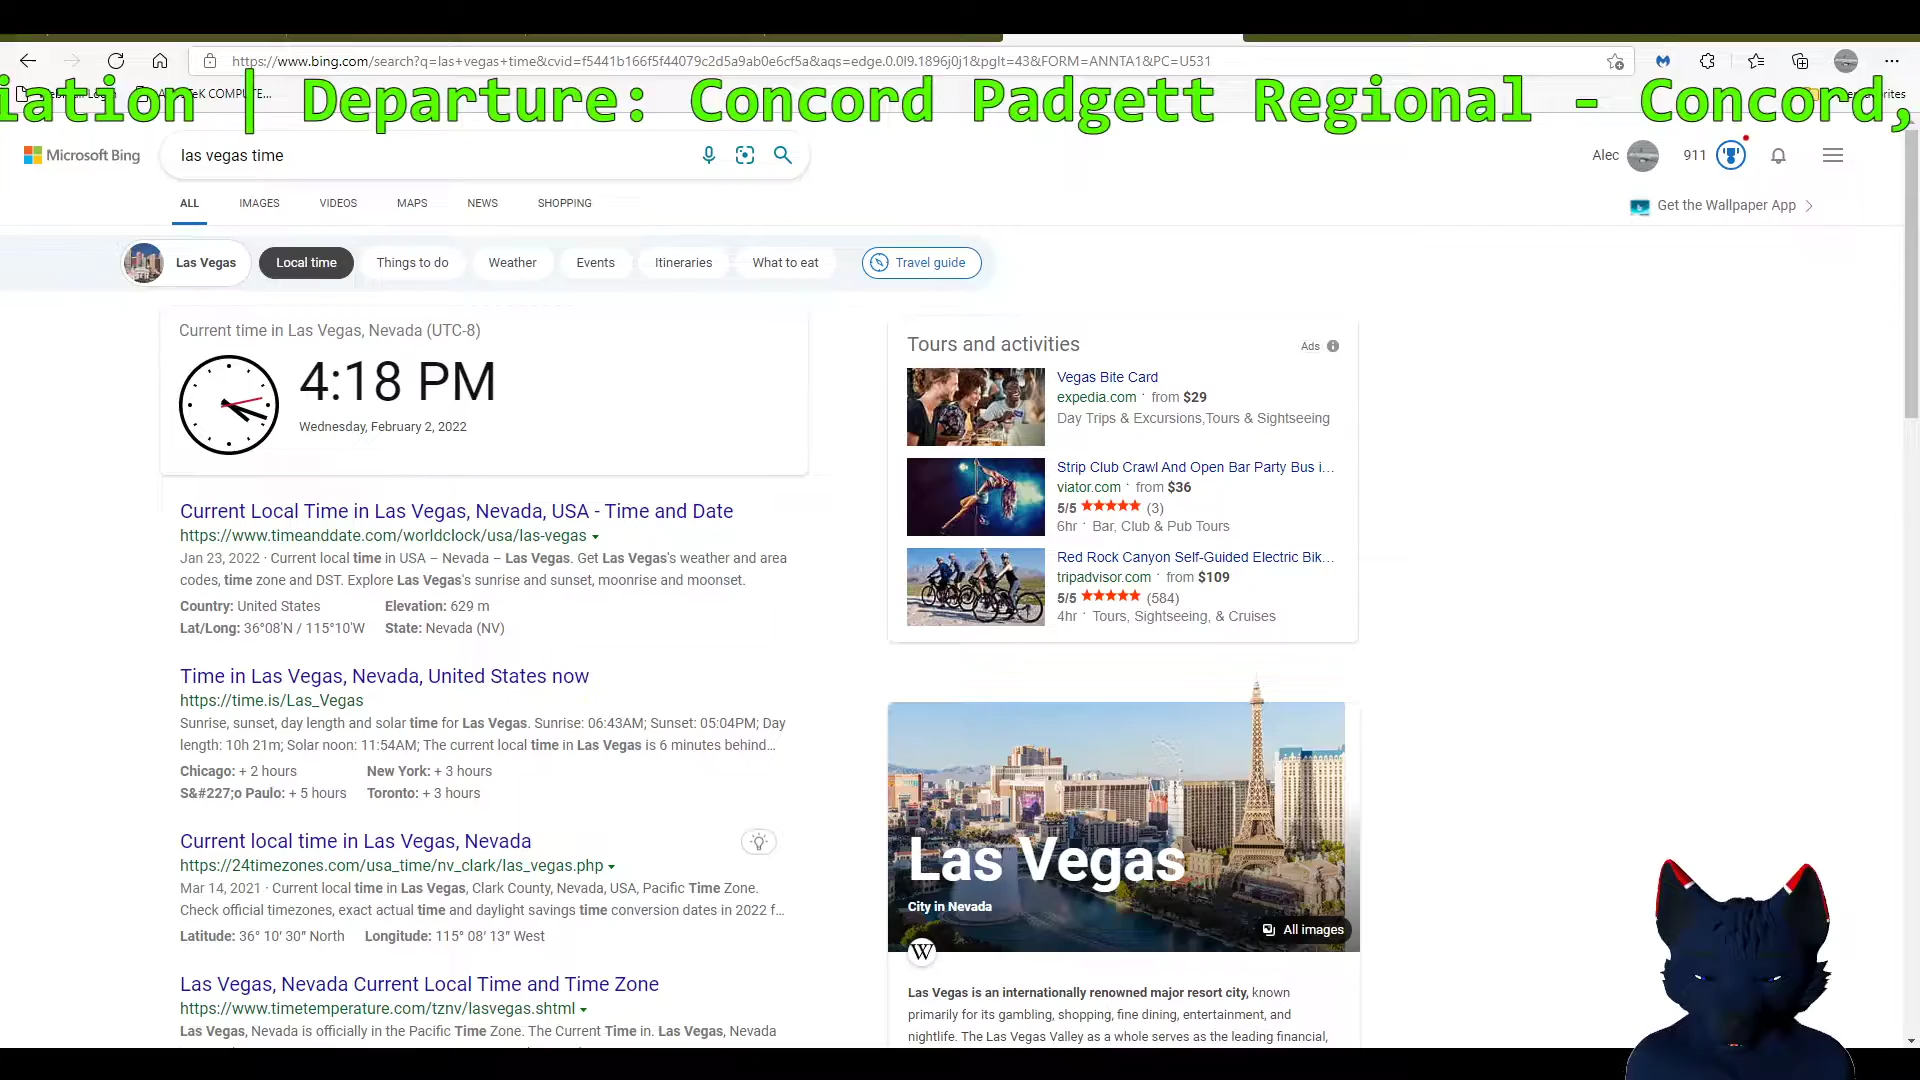 https://www.bing.com/search?q=las+vegas+time&cvid=f5441b166f5f44079c2d5a9ab0e6cf5a&aqs=edge.0.0l9.1896j0j1&pglt=43&FORM=ANNTA1&PC=U531
iation | Departure: Concord Padgett Regional - Concord,
Microsoft Bing
las vegas time
Alec
911
ALL
IMAGES
VIDEOS
MAPS
NEWS
SHOPPING
Get the Wallpaper App
Las Vegas
Local time
Things to do
Weather
Events
Itineraries
What to eat
Travel guide
Current time in Las Vegas, Nevada (UTC-8)
4:18 PM
Wednesday, February 2, 2022
Current Local Time in Las Vegas, Nevada, USA - Time and Date
https://www.timeanddate.com/worldclock/usa/las-vegas
Jan 23, 2022 · Current local time in USA – Nevada – Las Vegas. Get Las Vegas's weather and area
codes, time zone and DST. Explore Las Vegas's sunrise and sunset, moonrise and moonset.
Country: United States Elevation: 629 m
Lat/Long: 36°08'N / 115°10'W State: Nevada (NV)
Time in Las Vegas, Nevada, United States now
https://time.is/Las_Vegas
Sunrise, sunset, day length and solar time for Las Vegas. Sunrise: 06:43AM; Sunset: 05:04PM; Day
length: 10h 21m; Solar noon: 11:54AM; The current local time in Las Vegas is 6 minutes behind…
Chicago: + 2 hours New York: + 3 hours
S&#227;o Paulo: + 5 hours Toronto: + 3 hours
Current local time in Las Vegas, Nevada
https://24timezones.com/usa_time/nv_clark/las_vegas.php
Mar 14, 2021 · Current local time in Las Vegas, Clark County, Nevada, USA, Pacific Time Zone.
Check official timezones, exact actual time and daylight savings time conversion dates in 2022 f…
Latitude: 36° 10′ 30″ North Longitude: 115° 08′ 13″ West
Las Vegas, Nevada Current Local Time and Time Zone
https://www.timetemperature.com/tznv/lasvegas.shtml
Las Vegas, Nevada is officially in the Pacific Time Zone. The Current Time in. Las Vegas, Nevada
Tours and activities
Ads
Vegas Bite Card
expedia.com · from $29
Day Trips & Excursions,Tours & Sightseeing
Strip Club Crawl And Open Bar Party Bus i…
viator.com · from $36
5/5 ★★★★★ (3)
6hr · Bar, Club & Pub Tours
Red Rock Canyon Self-Guided Electric Bik…
tripadvisor.com · from $109
5/5 ★★★★★ (584)
4hr · Tours, Sightseeing, & Cruises
Las Vegas
City in Nevada
All images
W
Las Vegas is an internationally renowned major resort city, known
primarily for its gambling, shopping, fine dining, entertainment, and
nightlife. The Las Vegas Valley as a whole serves as the leading financial,